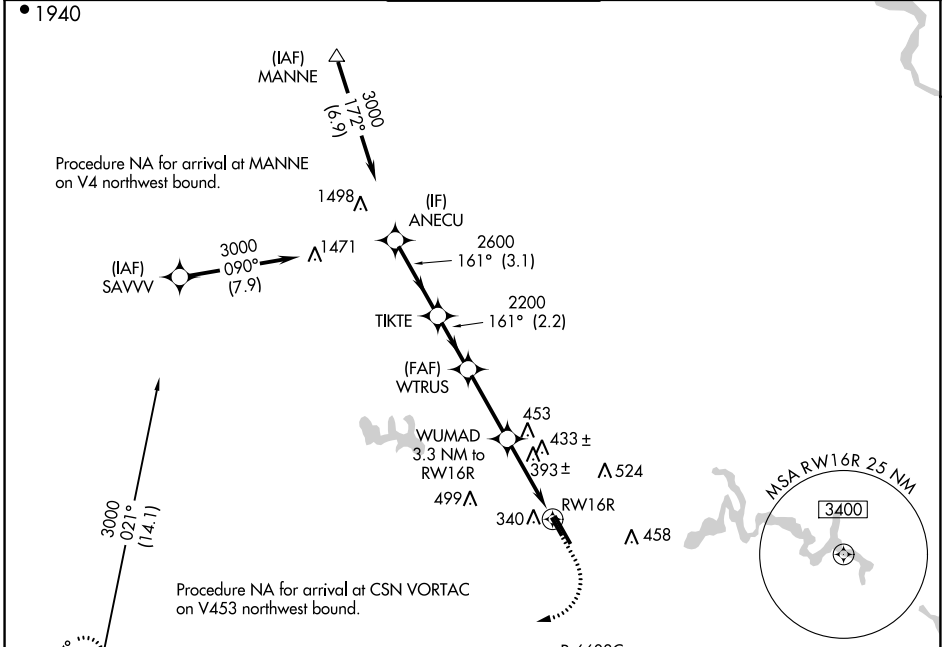 1940
(IAF)
MANNE
3000
172°
(6.9)
Procedure NA for arrival at MANNE
on V4 northwest bound.
1498
(IF)
ANECU
3000
090°
(7.9)
1471
(IAF)
SAVVV
2600
161° (3.1)
TIKTE
2200
161° (2.2)
(FAF)
WTRUS
453
WUMAD
3.3 NM to
RW16R
433 ±
393 ±
524
499
340
RW16R
458
MSA RW16R 25 NM
3400
3000
021°
(14.1)
Procedure NA for arrival at CSN VORTAC
on V453 northwest bound.